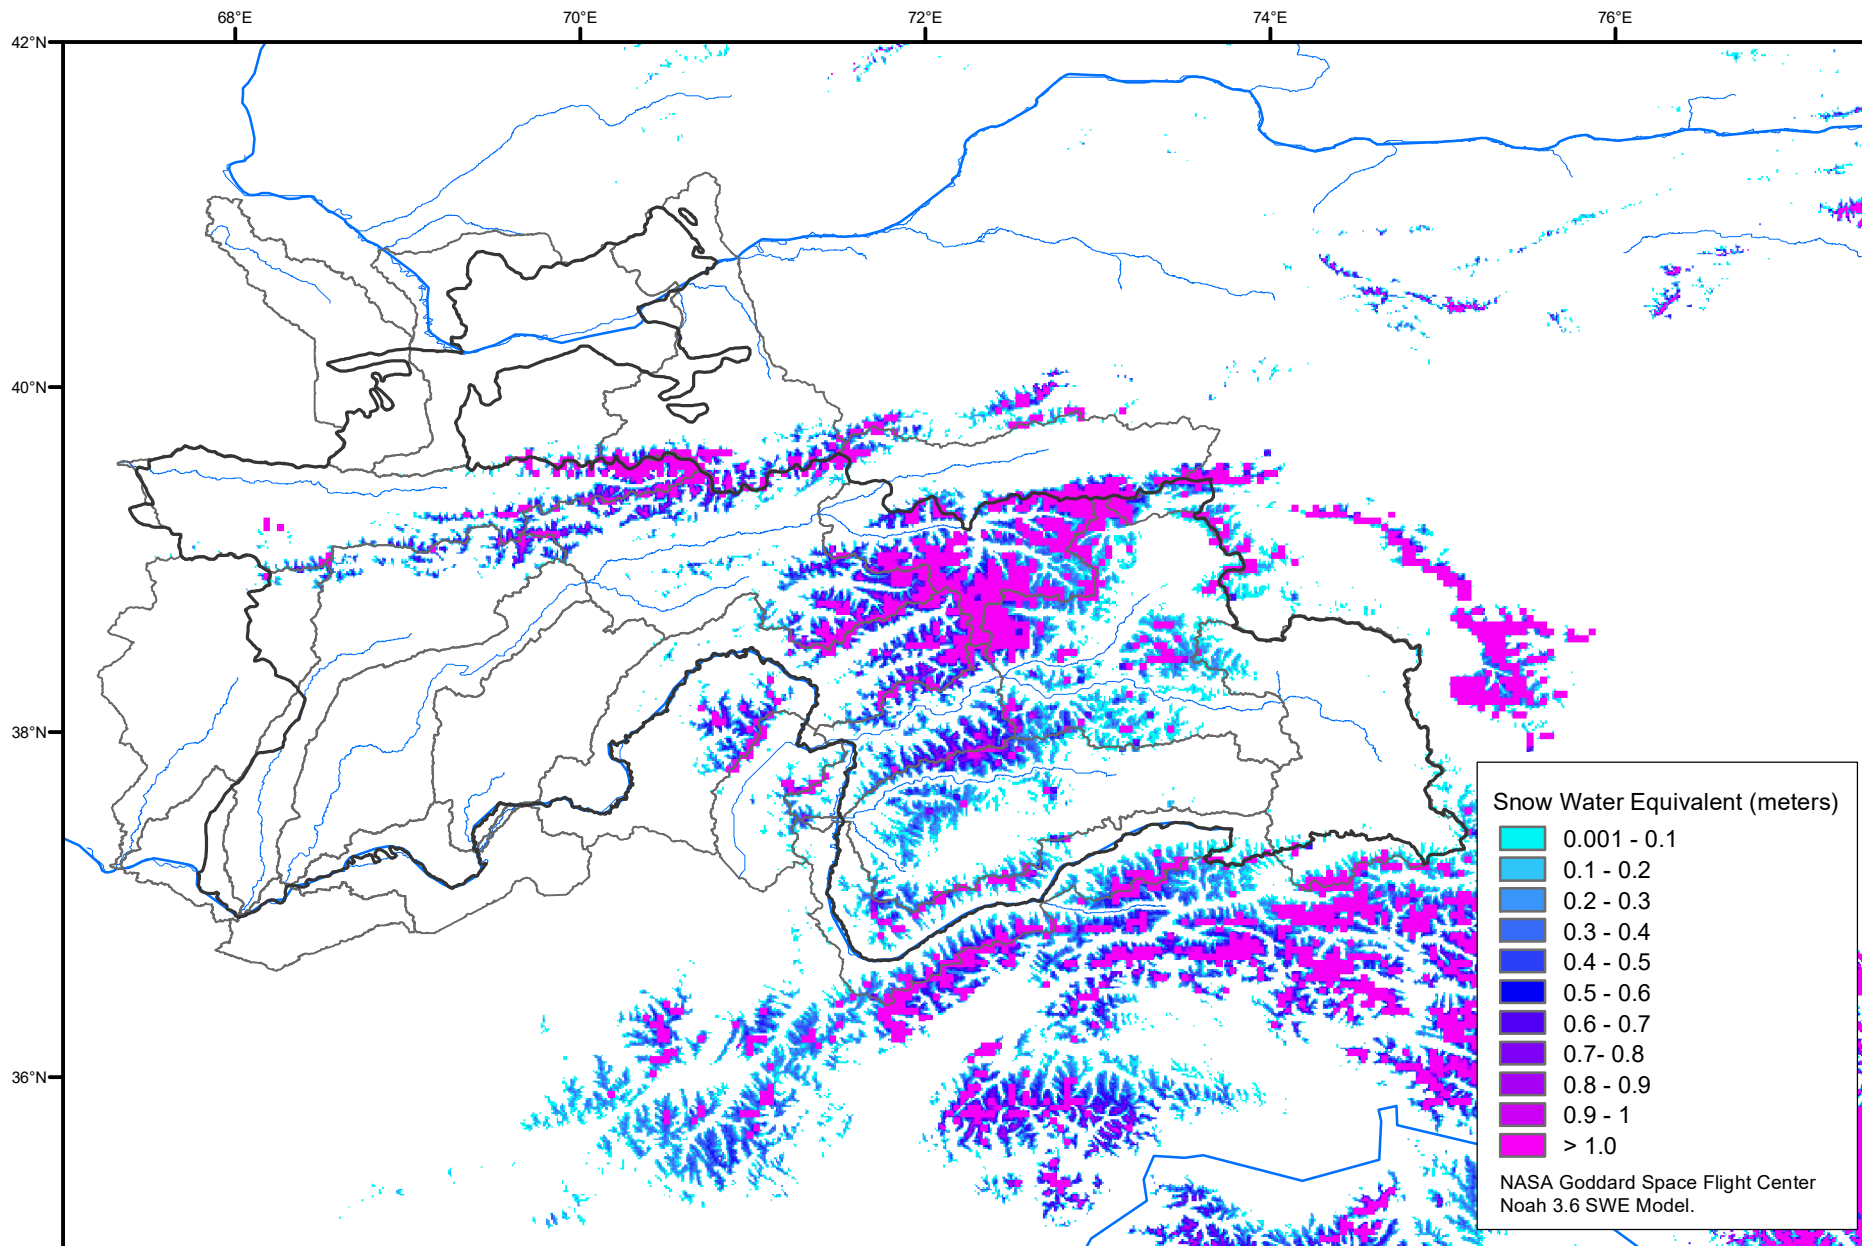 68°E 70°E 72°E 74°E 76°E
42°N
40°N
38°N
36°N
Snow Water Equivalent (meters)
0.001 - 0.1
0.1 - 0.2
0.2 - 0.3
0.3 - 0.4
0.4 - 0.5
0.5 - 0.6
0.6 - 0.7
0.7- 0.8
0.8 - 0.9
0.9 - 1
> 1.0
NASA Goddard Space Flight Center
Noah 3.6 SWE Model.